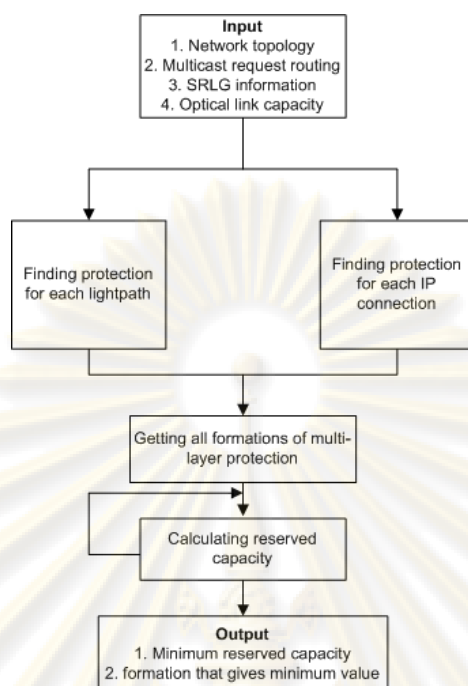 Input
1. Network topology
2. Multicast request routing
3. SRLG information
4. Optical link capacity
Finding protection
for each lightpath
Finding protection
for each IP
connection
Getting all formations of multi-
layer protection
Calculating reserved
capacity
Output
1. Minimum reserved capacity
2. formation that gives minimum value